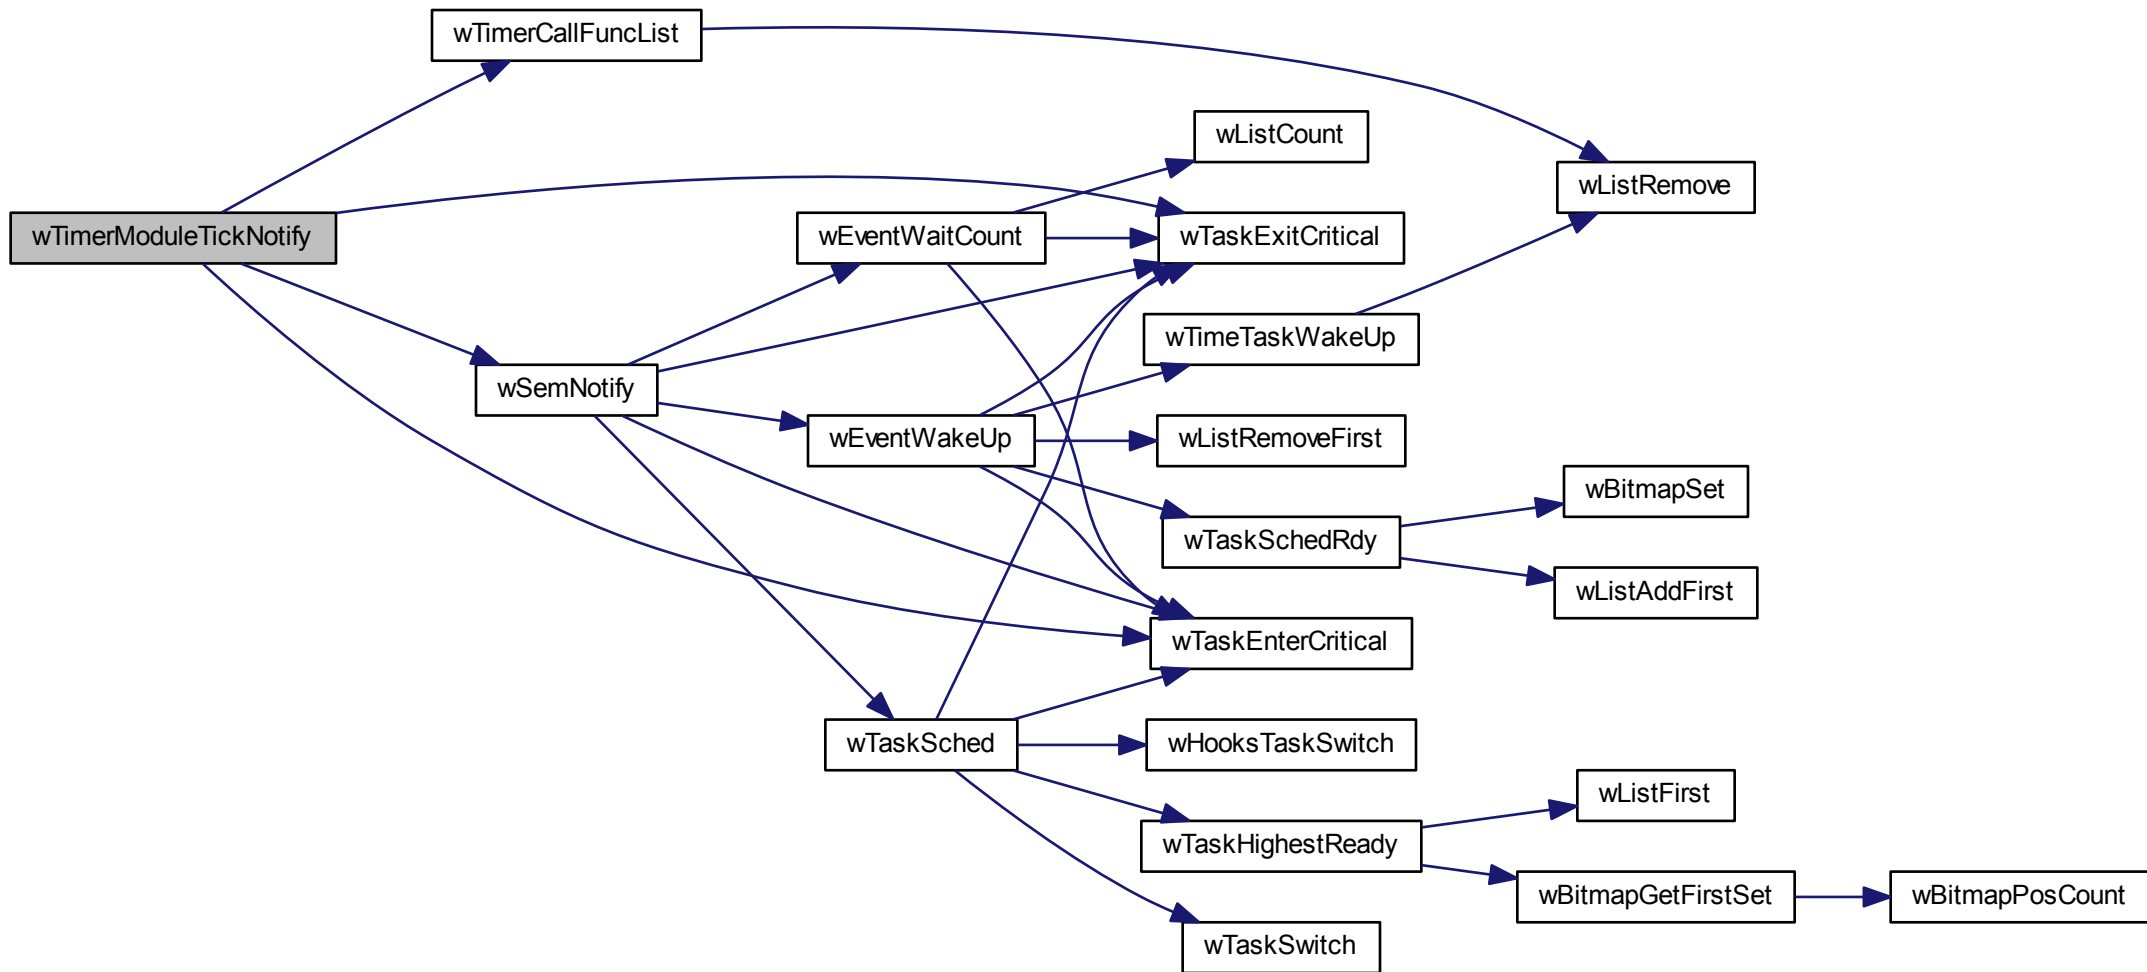 wTimerCallFuncList
wListCount
wListRemove
wTimerModuleTickNotify
wEventWaitCount
wTaskExitCritical
wTimeTaskWakeUp
wSemNotify
wEventWakeUp
wListRemoveFirst
wBitmapSet
wTaskSchedRdy
wListAddFirst
wTaskEnterCritical
wTaskSched
wHooksTaskSwitch
wListFirst
wTaskHighestReady
wBitmapGetFirstSet
wBitmapPosCount
wTaskSwitch